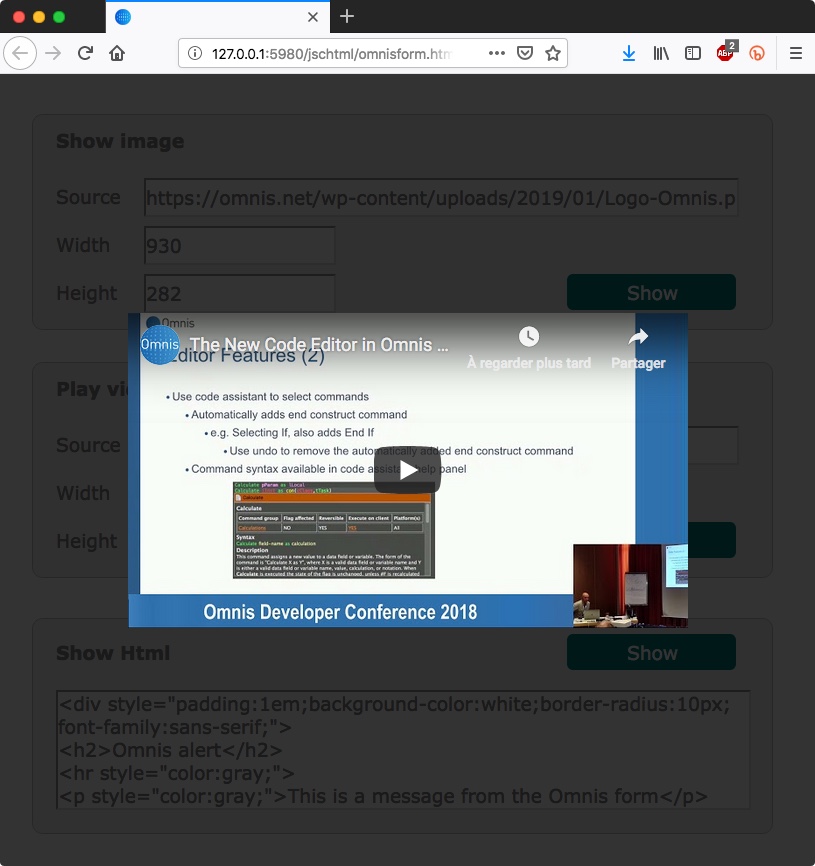 127.0.0.1:5980/jschtml/omnisform.htm
ABP
2
Show image
Source
https://omnis.net/wp-content/uploads/2019/01/Logo-Omnis.p
Width
930
Height
282
Show
Omnis
Omnis
The New Code Editor in Omnis ...
À regarder plus tard
Partager
Editor Features (2)
• Use code assistant to select commands
• Automatically adds end construct command
• e.g. Selecting If, also adds End If
• Use undo to remove the automatically added end construct command
• Command syntax available in code assistant help panel
Calculate pParam as lLocal
Calculate
Calculate
Command group
Flag affected
Reversible
Execute on client
Platform(s)
Calculations
NO
YES
YES
All
Syntax
Calculate field-name as calculation
Description
This command assigns a new value to a data field or variable. The form of the
command is "Calculate X as Y", where X is a valid data field or variable name and Y
is either a valid data field or variable name, value, calculation, or notation. When
Calculate is executed the state of the flag is unchanged, unless #F is recalculated
Omnis Developer Conference 2018
Play vi
Source
Width
Height
Show Html
Show
<div style="padding:1em;background-color:white;border-radius:10px;
font-family:sans-serif;">
<h2>Omnis alert</h2>
<hr style="color:gray;">
<p style="color:gray;">This is a message from the Omnis form</p>